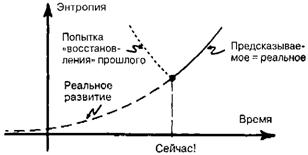 Энтропия
Попытка
«восстанов-
ления» прошлого
Предсказывае-
мое = реальное
Реальное
развитие
Время
Сейчас!